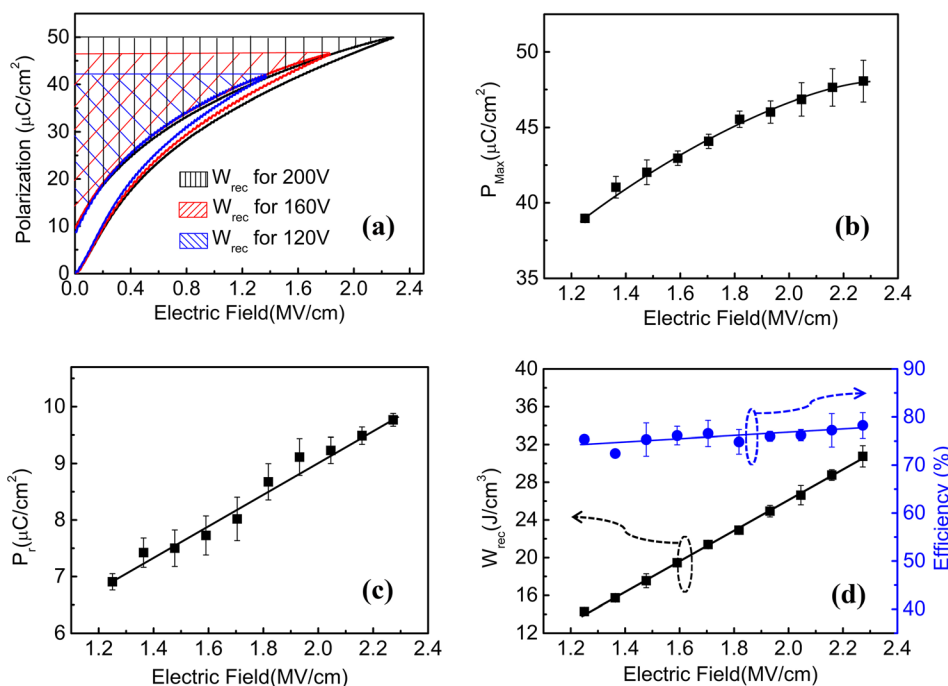 50
40
30
20
10
0
Polarization (μC/cm²)
W_rec for 200V
W_rec for 160V
W_rec for 120V
(a)
0.0 0.4 0.8 1.2 1.6 2.0 2.4
Electric Field(MV/cm)
50
45
40
35
P_Max(μC/cm²)
(b)
1.2 1.4 1.6 1.8 2.0 2.2 2.4
Electric Field(MV/cm)
10
9
8
7
6
P_r(μC/cm²)
(c)
1.2 1.4 1.6 1.8 2.0 2.2 2.4
Electric Field(MV/cm)
40
36
32
28
24
20
16
12
W_rec(J/cm³)
90
80
70
60
50
40
Efficiency (%)
(d)
1.2 1.4 1.6 1.8 2.0 2.2 2.4
Electric Field(MV/cm)